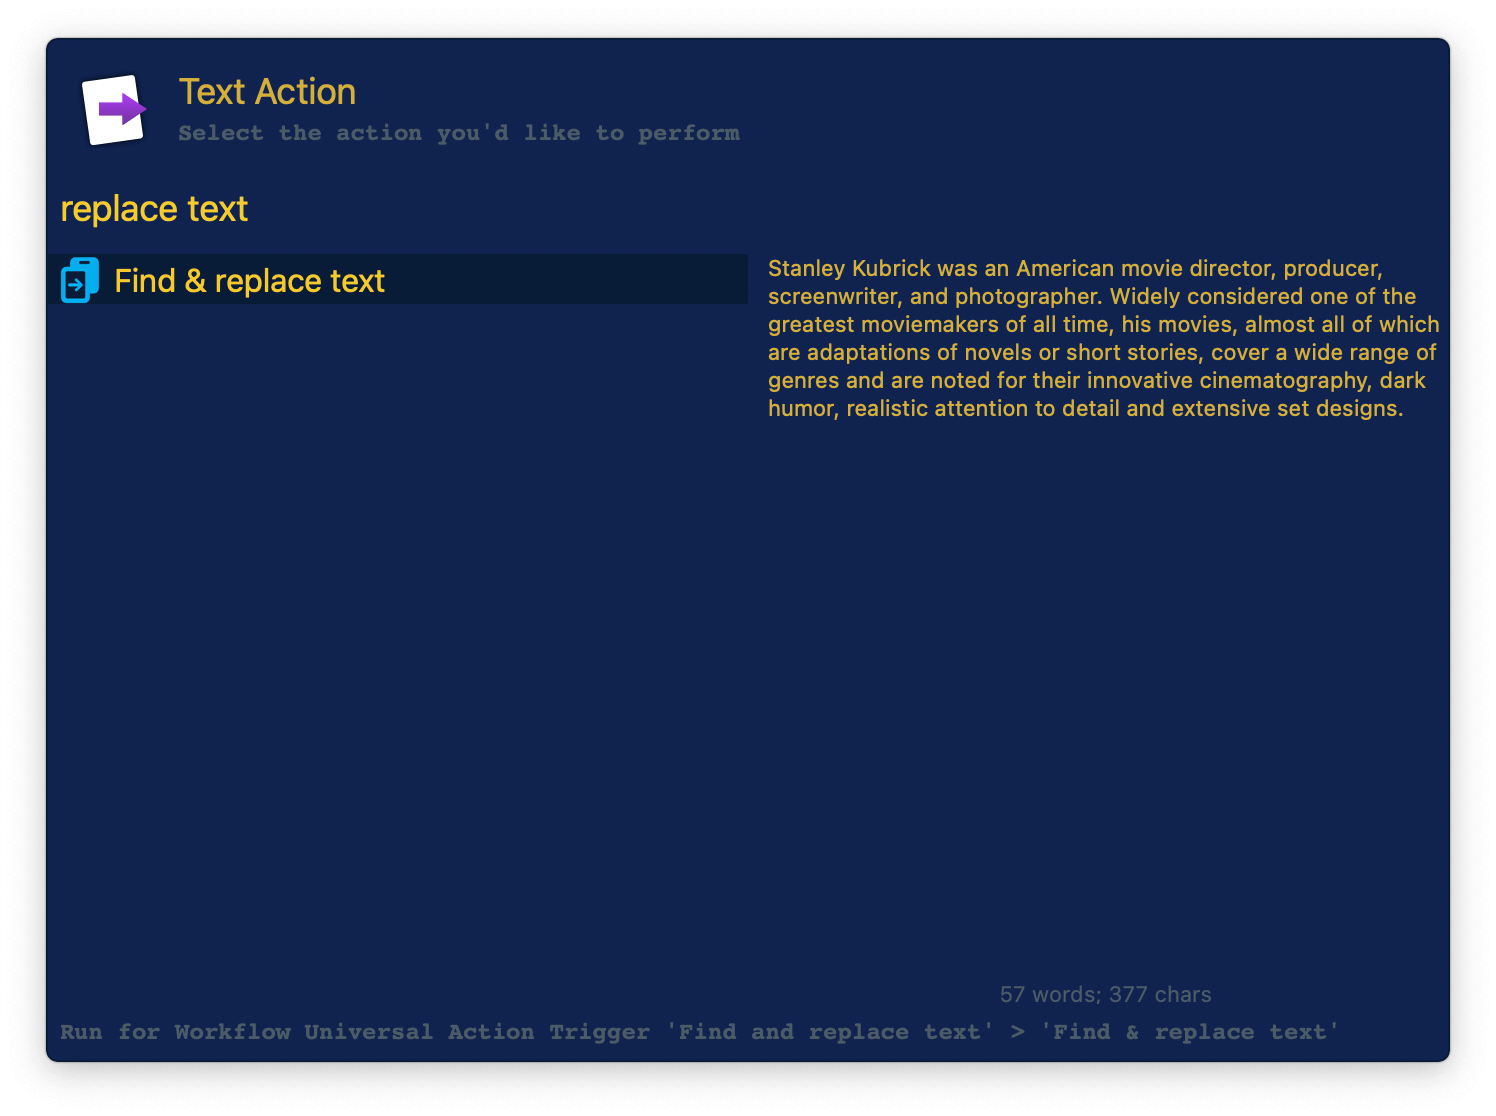 Text Action
Select the action you'd like to perform
replace text
Find & replace text
Stanley Kubrick was an American movie director, producer,
screenwriter, and photographer. Widely considered one of the
greatest moviemakers of all time, his movies, almost all of which
are adaptations of novels or short stories, cover a wide range of
genres and are noted for their innovative cinematography, dark
humor, realistic attention to detail and extensive set designs.
57 words; 377 chars
Run for Workflow Universal Action Trigger 'Find and replace text' > 'Find & replace text'